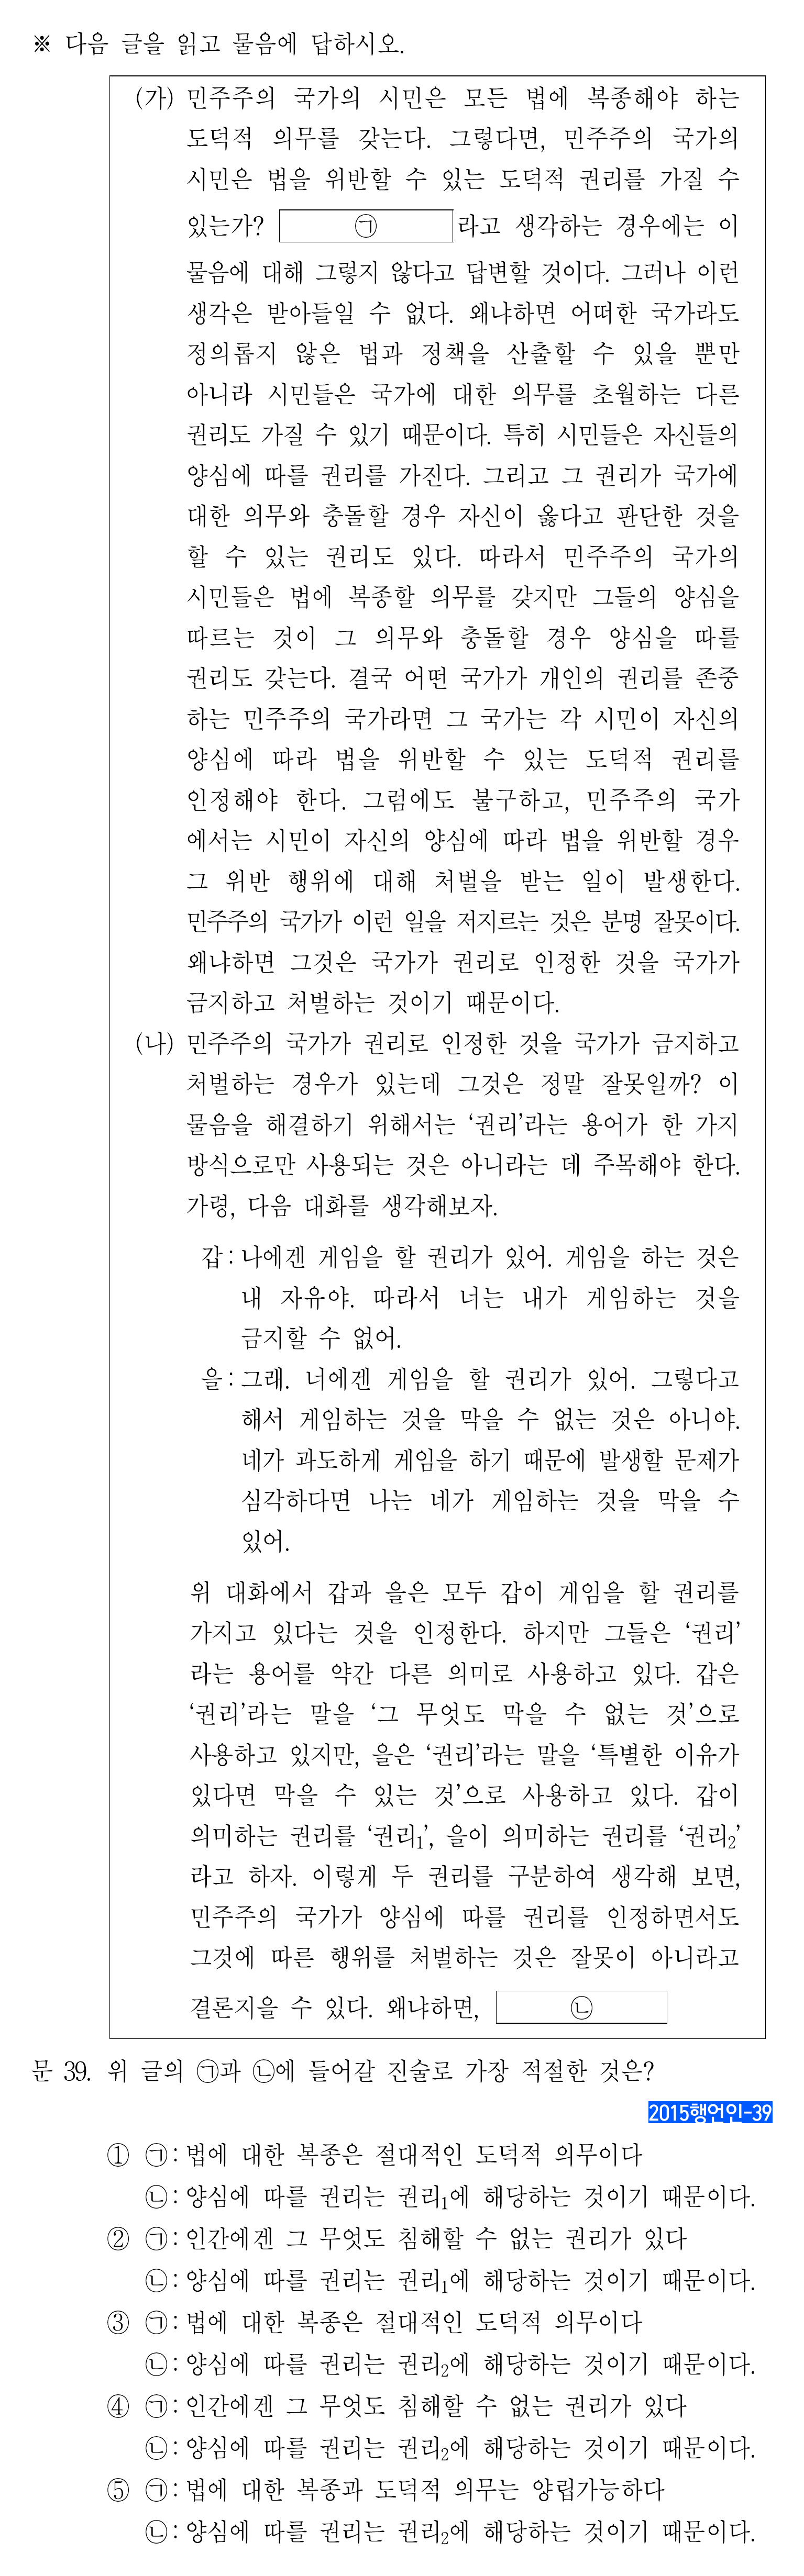 ※ 다음 글을 읽고 물음에 답하시오.
(가) 민주주의 국가의 시민은 모든 법에 복종해야 하는
도덕적 의무를 갖는다. 그렇다면, 민주주의 국가의
시민은 법을 위반할 수 있는 도덕적 권리를 가질 수
있는가? ㉠ 라고 생각하는 경우에는 이
물음에 대해 그렇지 않다고 답변할 것이다. 그러나 이런
생각은 받아들일 수 없다. 왜냐하면 어떠한 국가라도
정의롭지 않은 법과 정책을 산출할 수 있을 뿐만
아니라 시민들은 국가에 대한 의무를 초월하는 다른
권리도 가질 수 있기 때문이다. 특히 시민들은 자신들의
양심에 따를 권리를 가진다. 그리고 그 권리가 국가에
대한 의무와 충돌할 경우 자신이 옳다고 판단한 것을
할 수 있는 권리도 있다. 따라서 민주주의 국가의
시민들은 법에 복종할 의무를 갖지만 그들의 양심을
따르는 것이 그 의무와 충돌할 경우 양심을 따를
권리도 갖는다. 결국 어떤 국가가 개인의 권리를 존중
하는 민주주의 국가라면 그 국가는 각 시민이 자신의
양심에 따라 법을 위반할 수 있는 도덕적 권리를
인정해야 한다. 그럼에도 불구하고, 민주주의 국가
에서는 시민이 자신의 양심에 따라 법을 위반할 경우
그 위반 행위에 대해 처벌을 받는 일이 발생한다.
민주주의 국가가 이런 일을 저지르는 것은 분명 잘못이다.
왜냐하면 그것은 국가가 권리로 인정한 것을 국가가
금지하고 처벌하는 것이기 때문이다.
(나) 민주주의 국가가 권리로 인정한 것을 국가가 금지하고
처벌하는 경우가 있는데 그것은 정말 잘못일까? 이
물음을 해결하기 위해서는 ‘권리’라는 용어가 한 가지
방식으로만 사용되는 것은 아니라는 데 주목해야 한다.
가령, 다음 대화를 생각해보자.
갑 : 나에겐 게임을 할 권리가 있어. 게임을 하는 것은
내 자유야. 따라서 너는 내가 게임하는 것을
금지할 수 없어.
을 : 그래. 너에겐 게임을 할 권리가 있어. 그렇다고
해서 게임하는 것을 막을 수 없는 것은 아니야.
네가 과도하게 게임을 하기 때문에 발생할 문제가
심각하다면 나는 네가 게임하는 것을 막을 수
있어.
위 대화에서 갑과 을은 모두 갑이 게임을 할 권리를
가지고 있다는 것을 인정한다. 하지만 그들은 ‘권리’
라는 용어를 약간 다른 의미로 사용하고 있다. 갑은
‘권리’라는 말을 ‘그 무엇도 막을 수 없는 것’으로
사용하고 있지만, 을은 ‘권리’라는 말을 ‘특별한 이유가
있다면 막을 수 있는 것’으로 사용하고 있다. 갑이
의미하는 권리를 ‘권리₁’, 을이 의미하는 권리를 ‘권리₂’
라고 하자. 이렇게 두 권리를 구분하여 생각해 보면,
민주주의 국가가 양심에 따를 권리를 인정하면서도
그것에 따른 행위를 처벌하는 것은 잘못이 아니라고
결론지을 수 있다. 왜냐하면, ㉡
문 39. 위 글의 ㉠과 ㉡에 들어갈 진술로 가장 적절한 것은?
2015행언인-39
① ㉠ : 법에 대한 복종은 절대적인 도덕적 의무이다
㉡ : 양심에 따를 권리는 권리₁에 해당하는 것이기 때문이다.
② ㉠ : 인간에겐 그 무엇도 침해할 수 없는 권리가 있다
㉡ : 양심에 따를 권리는 권리₁에 해당하는 것이기 때문이다.
③ ㉠ : 법에 대한 복종은 절대적인 도덕적 의무이다
㉡ : 양심에 따를 권리는 권리₂에 해당하는 것이기 때문이다.
④ ㉠ : 인간에겐 그 무엇도 침해할 수 없는 권리가 있다
㉡ : 양심에 따를 권리는 권리₂에 해당하는 것이기 때문이다.
⑤ ㉠ : 법에 대한 복종과 도덕적 의무는 양립가능하다
㉡ : 양심에 따를 권리는 권리₂에 해당하는 것이기 때문이다.